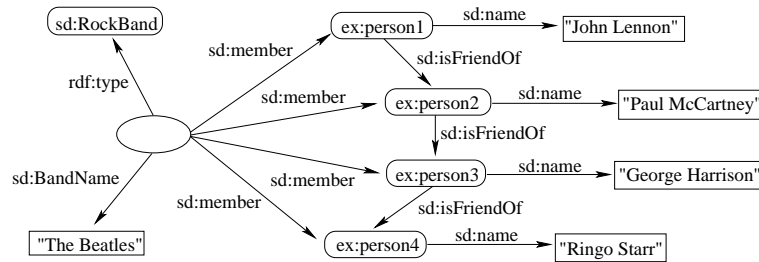 sd:RockBand
sd:member
ex:person1
sd:name
"John Lennon"
rdf:type
sd:isFriendOf
sd:member
ex:person2
sd:name
"Paul McCartney"
sd:isFriendOf
sd:BandName
sd:member
ex:person3
sd:name
"George Harrison"
sd:member
sd:isFriendOf
"The Beatles"
ex:person4
sd:name
"Ringo Starr"